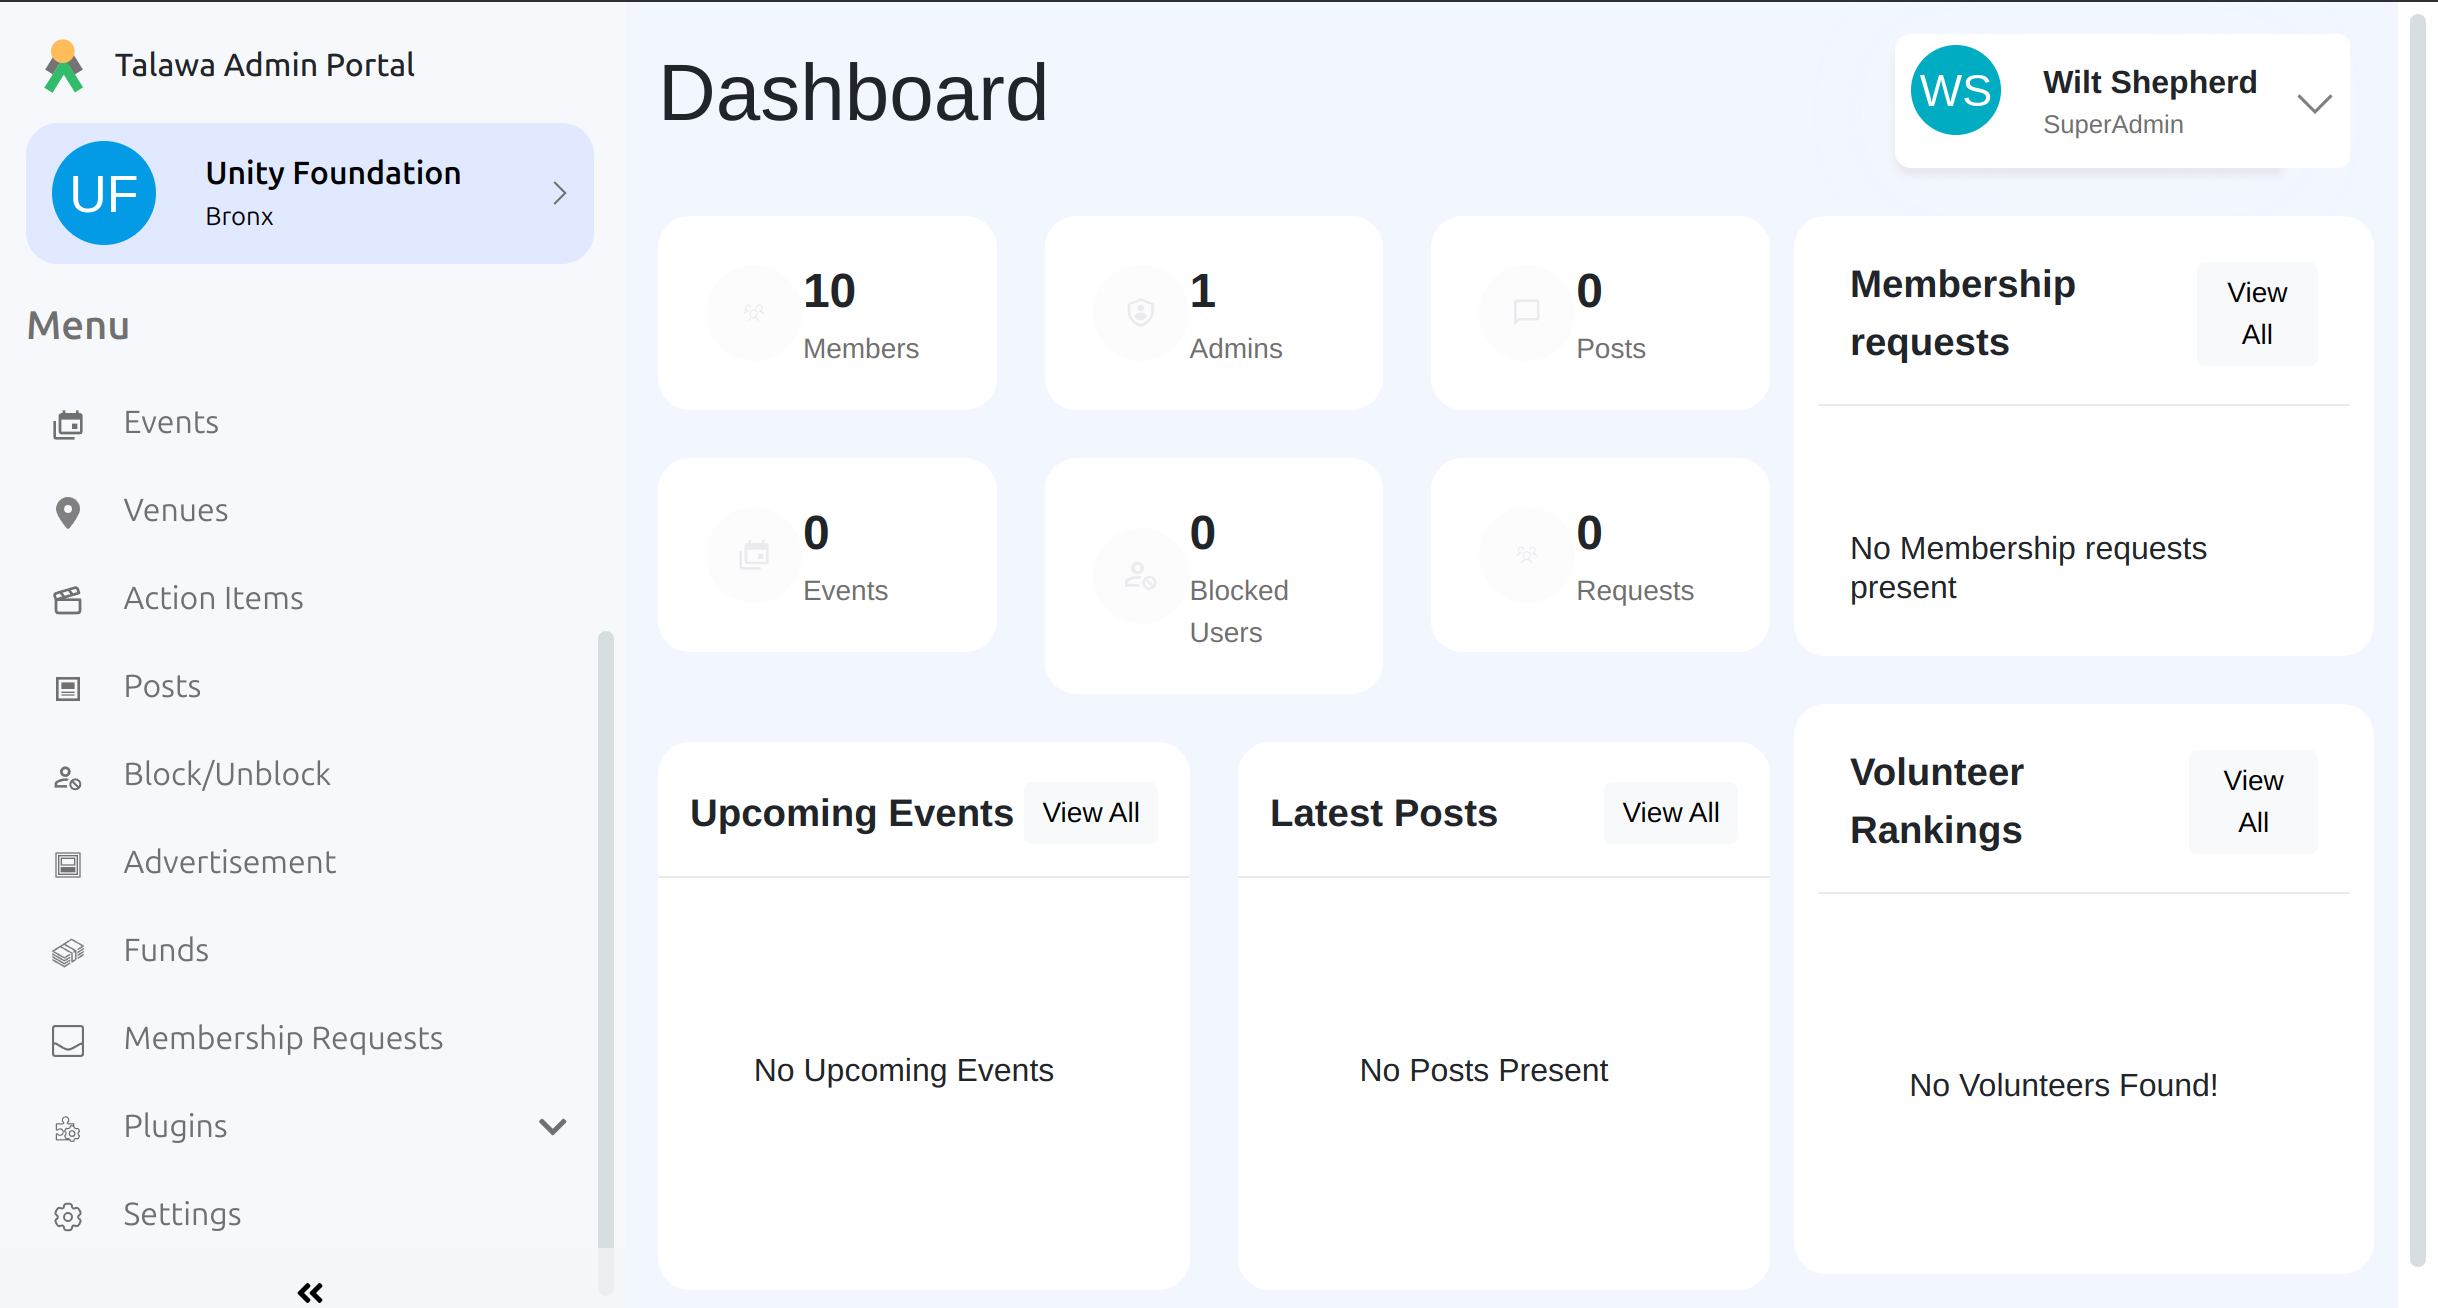 Talawa Admin Portal
UF
Unity Foundation
Bronx
Menu
Events
Venues
Action Items
Posts
Block/Unblock
Advertisement
Funds
Membership Requests
Plugins
Settings
Dashboard
WS
Wilt Shepherd
SuperAdmin
10
Members
1
Admins
0
Posts
0
Events
0
Blocked
Users
0
Requests
Membership
requests
View
All
No Membership requests
present
Upcoming Events
View All
No Upcoming Events
Latest Posts
View All
No Posts Present
Volunteer
Rankings
View
All
No Volunteers Found!